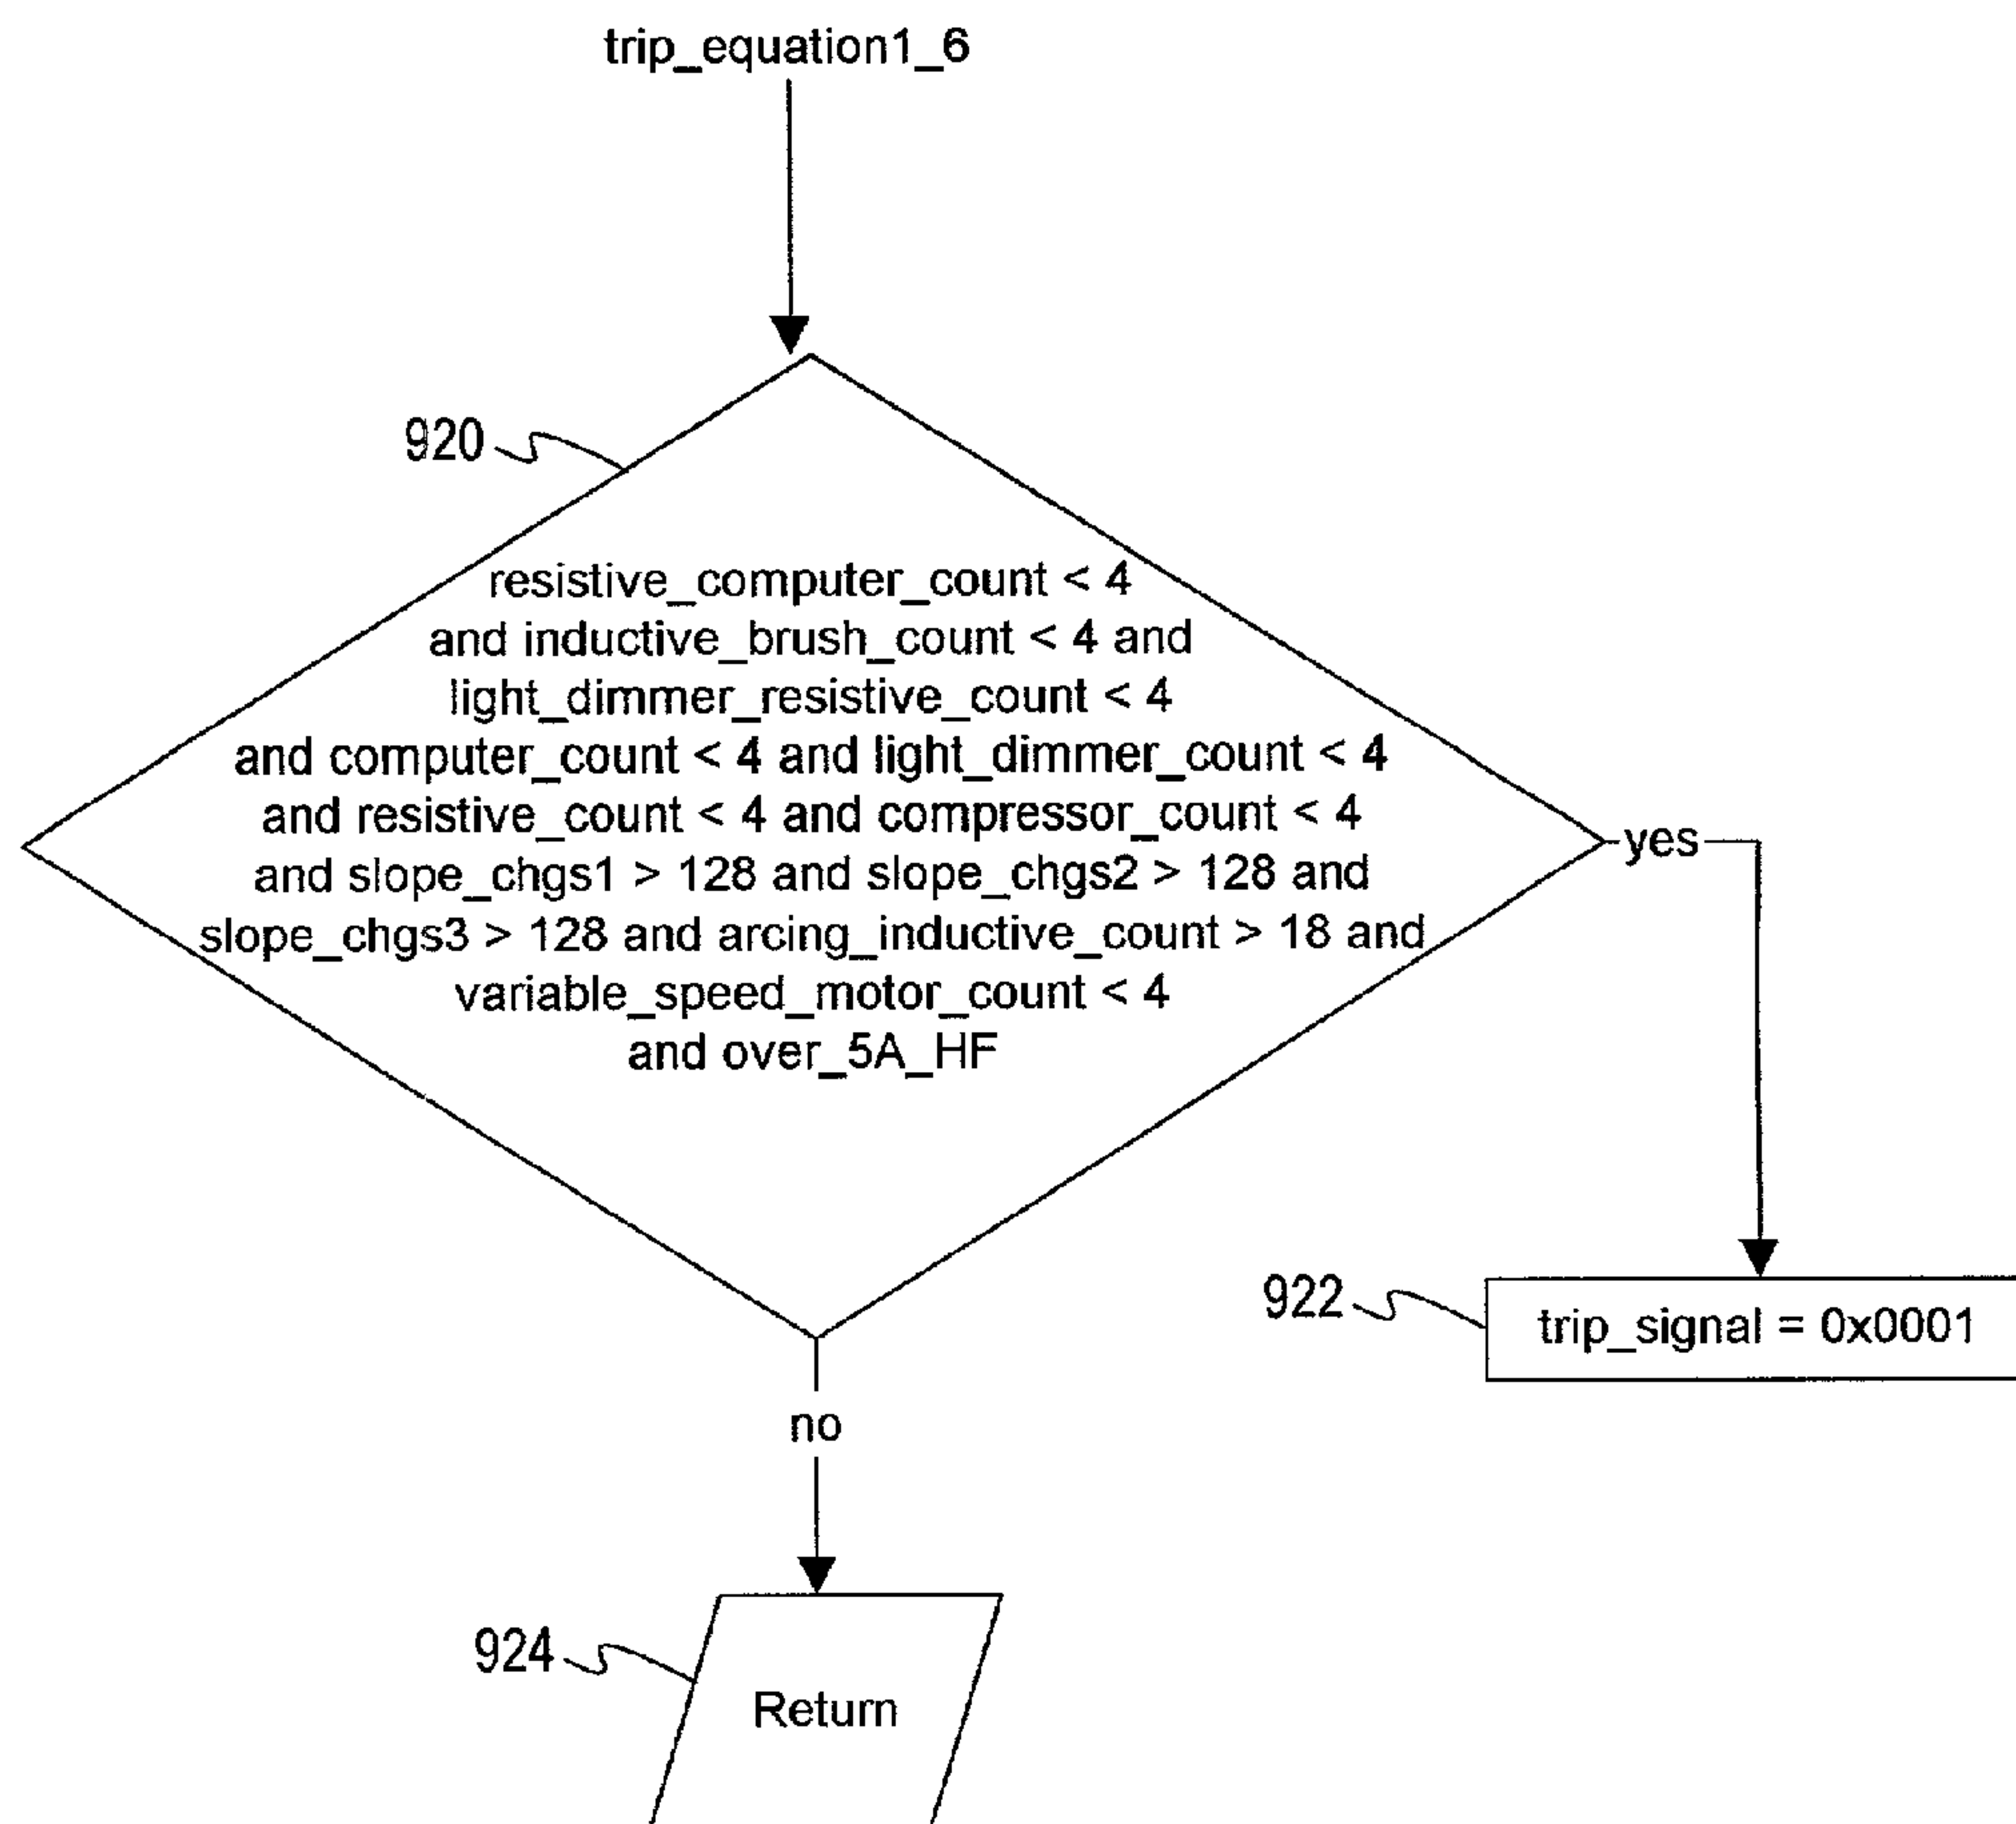 trip_equation1_6
920
resistive_computer_count < 4
and inductive_brush_count < 4 and
light_dimmer_resistive_count < 4
and computer_count < 4 and light_dimmer_count < 4
and resistive_count < 4 and compressor_count < 4
and slope_chgs1 > 128 and slope_chgs2 > 128 and
slope_chgs3 > 128 and arcing_inductive_count > 18 and
variable_speed_motor_count < 4
and over_5A_HF
yes
922
trip_signal = 0x0001
no
924
Return